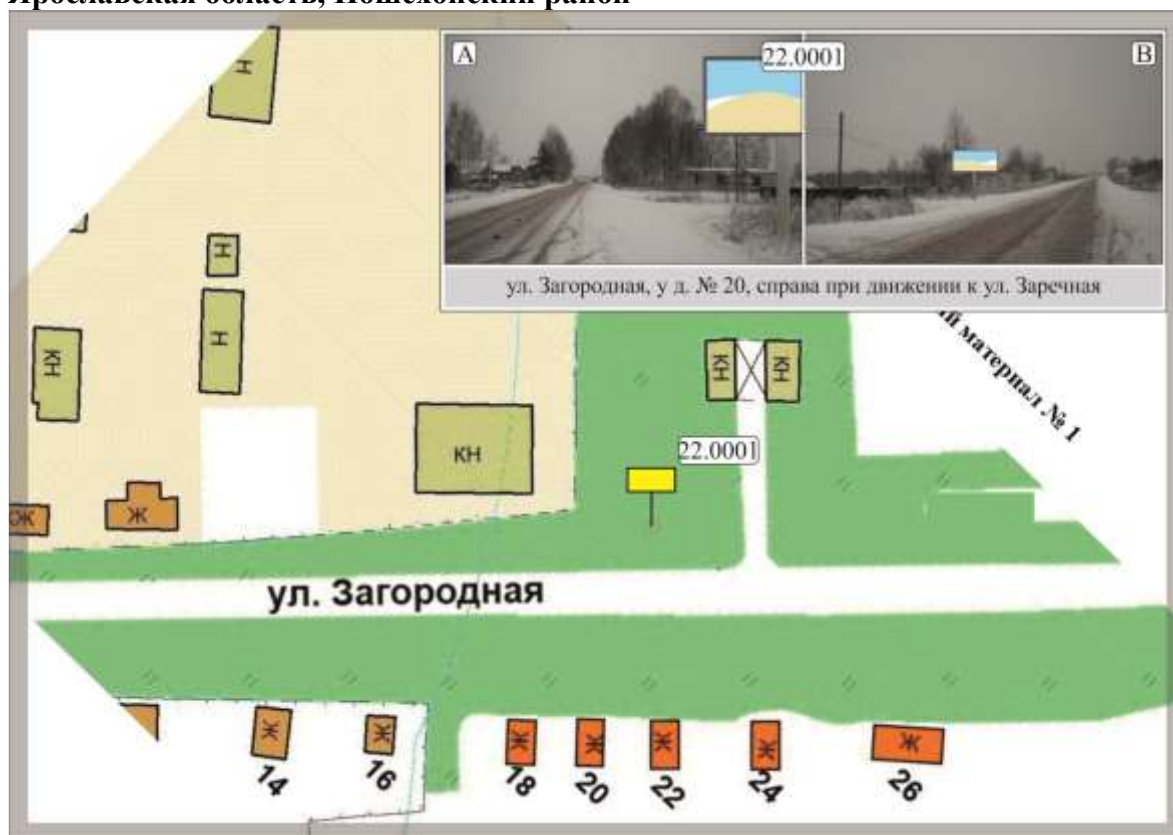 Ярославская область, Пошехонский район
А
22.0001
В
ул. Загородная, у д. № 20, справа при движении к ул. Заречная
Н
Н
Н
КН
КН
КН
КН
материал № 1
22.0001
Ж
Ж
ул. Загородная
Ж
Ж
Ж
Ж
Ж
Ж
Ж
14
16
18
20
22
24
26